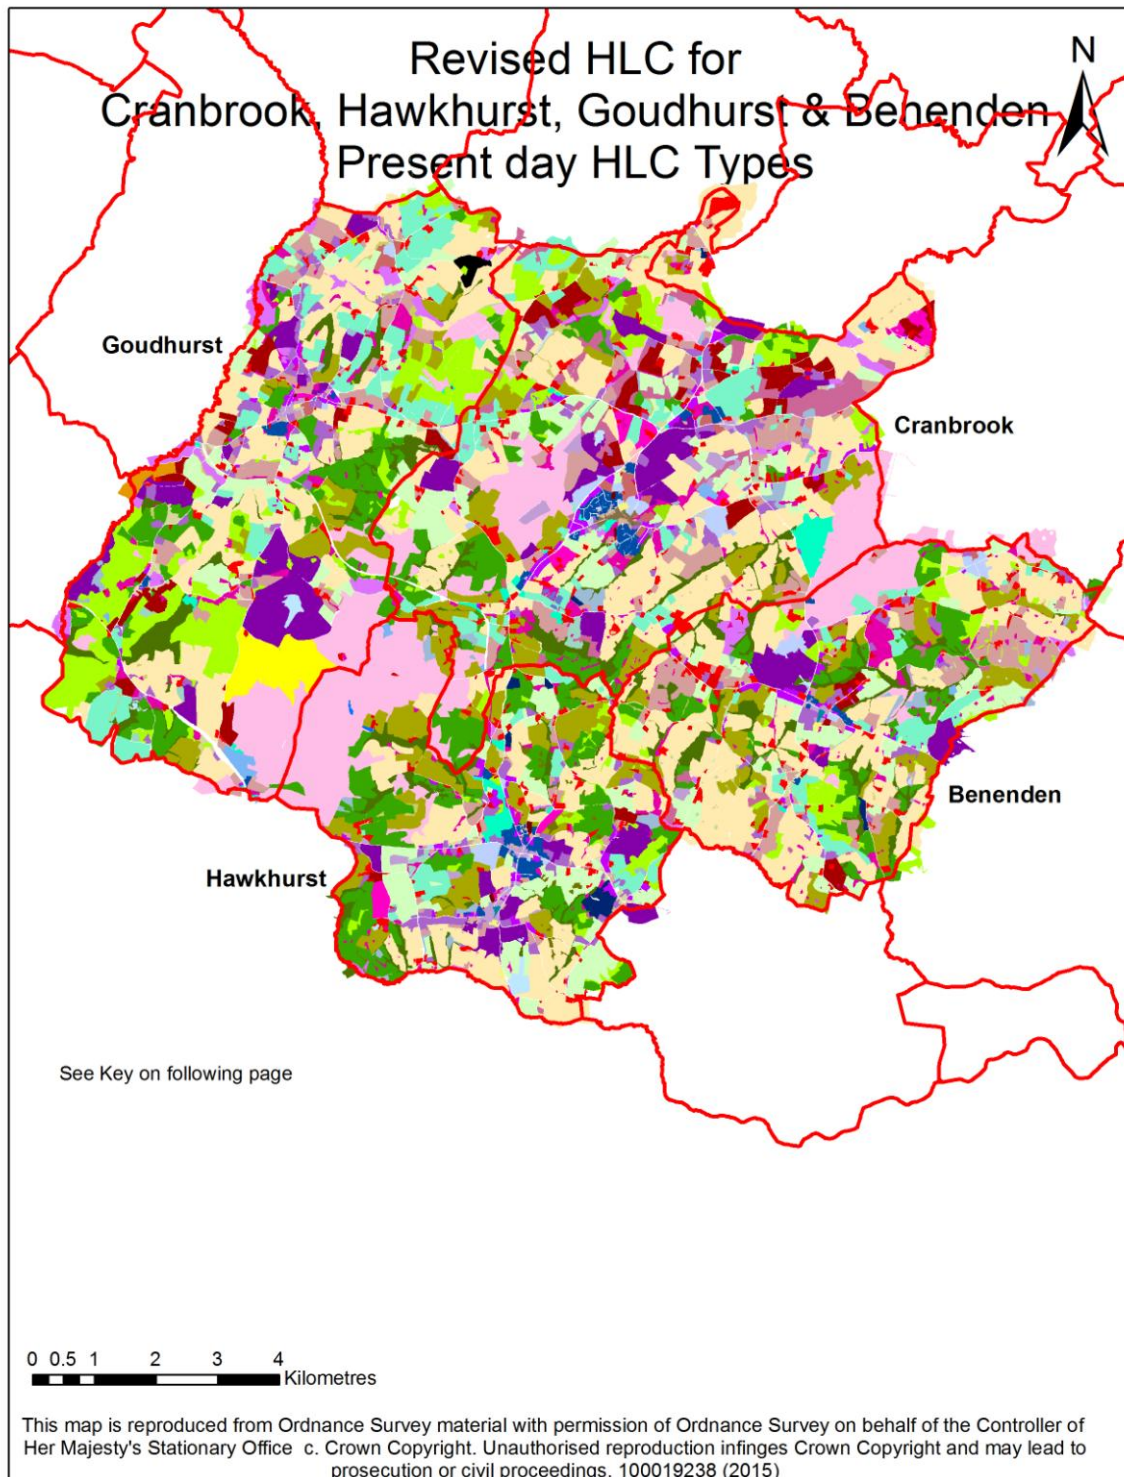 Revised HLC for
Cranbrook, Hawkhurst, Goudhurst & Benenden
Present day HLC Types
N
Goudhurst
Cranbrook
Benenden
Hawkhurst
See Key on following page
0 0.5 1 2 3 4
Kilometres
This map is reproduced from Ordnance Survey material with permission of Ordnance Survey on behalf of the Controller of
Her Majesty's Stationary Office c. Crown Copyright. Unauthorised reproduction infinges Crown Copyright and may lead to
prosecution or civil proceedings. 100019238 (2015)